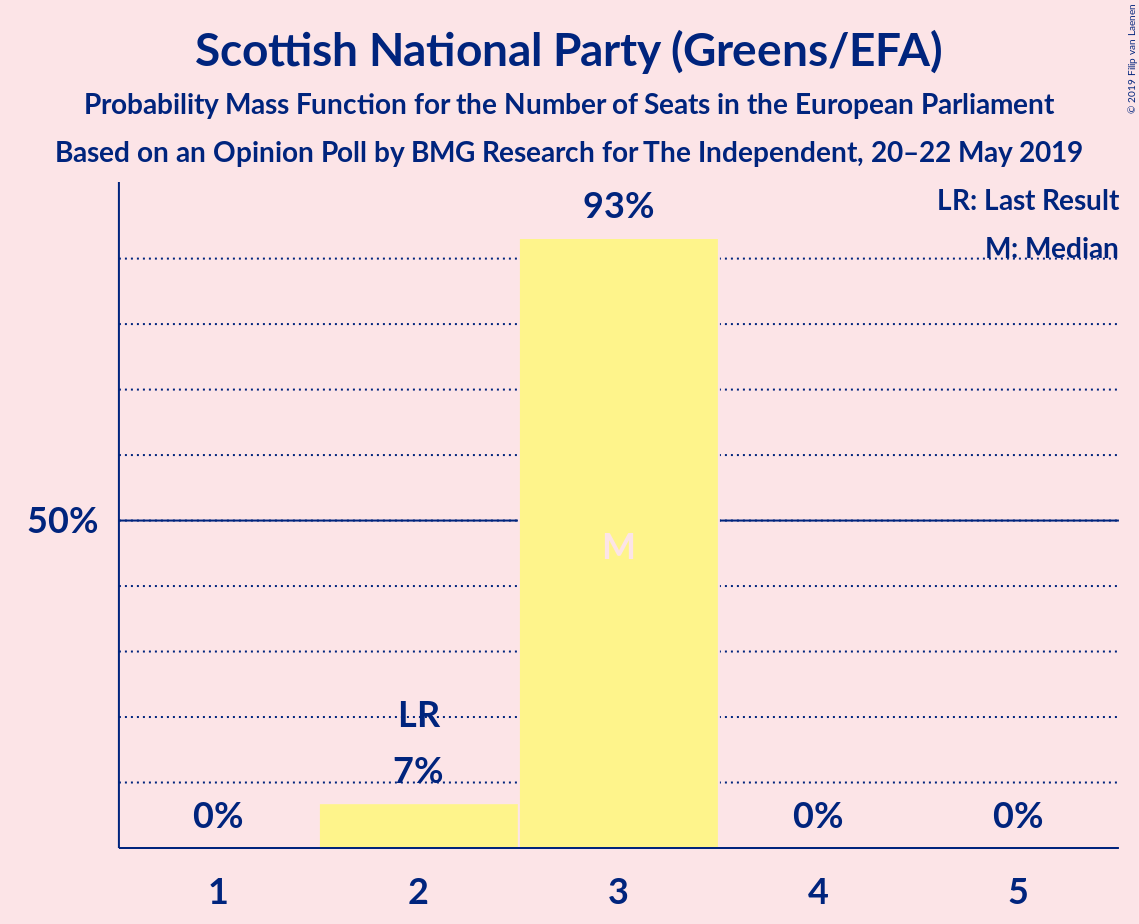 Scottish National Party (Greens/EFA)
Probability Mass Function for the Number of Seats in the European Parliament
Based on an Opinion Poll by BMG Research for The Independent, 20–22 May 2019
© 2019 Filip van Laenen
LR: Last Result
M: Median
93%
50%
M
LR
7%
0%
0%
0%
1
2
3
4
5